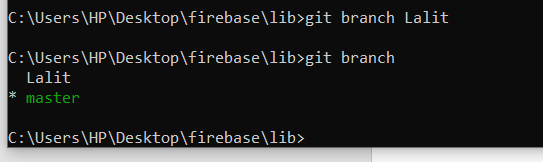 C:\Users\HP\Desktop\firebase\lib>git branch Lalit
C:\Users\HP\Desktop\firebase\lib>git branch
  Lalit
* master
C:\Users\HP\Desktop\firebase\lib>